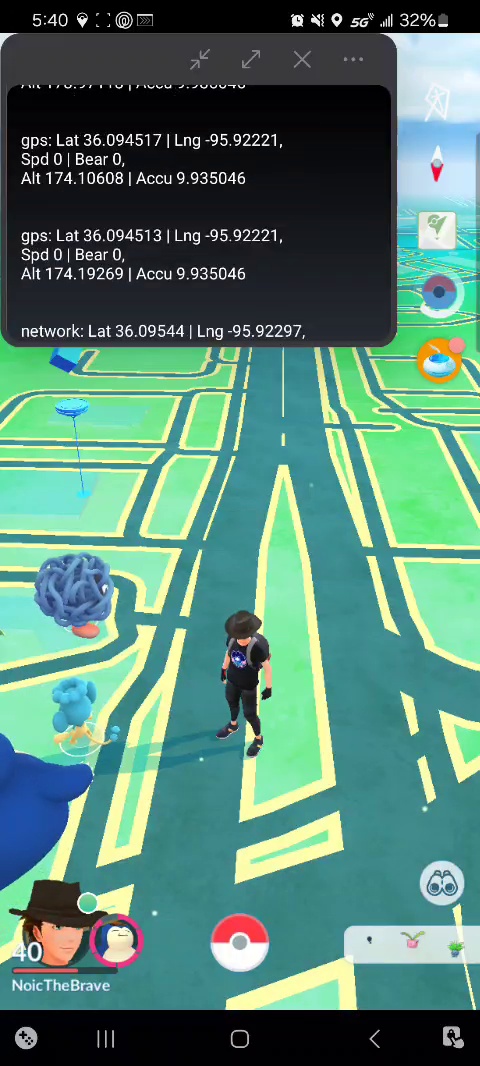 5:40
5G
32%
gps: Lat 36.094517 | Lng -95.92221,
Spd 0 | Bear 0,
Alt 174.10608 | Accu 9.935046
gps: Lat 36.094513 | Lng -95.92221,
Spd 0 | Bear 0,
Alt 174.19269 | Accu 9.935046
network: Lat 36.09544 | Lng -95.92297,
40
NoicTheBrave